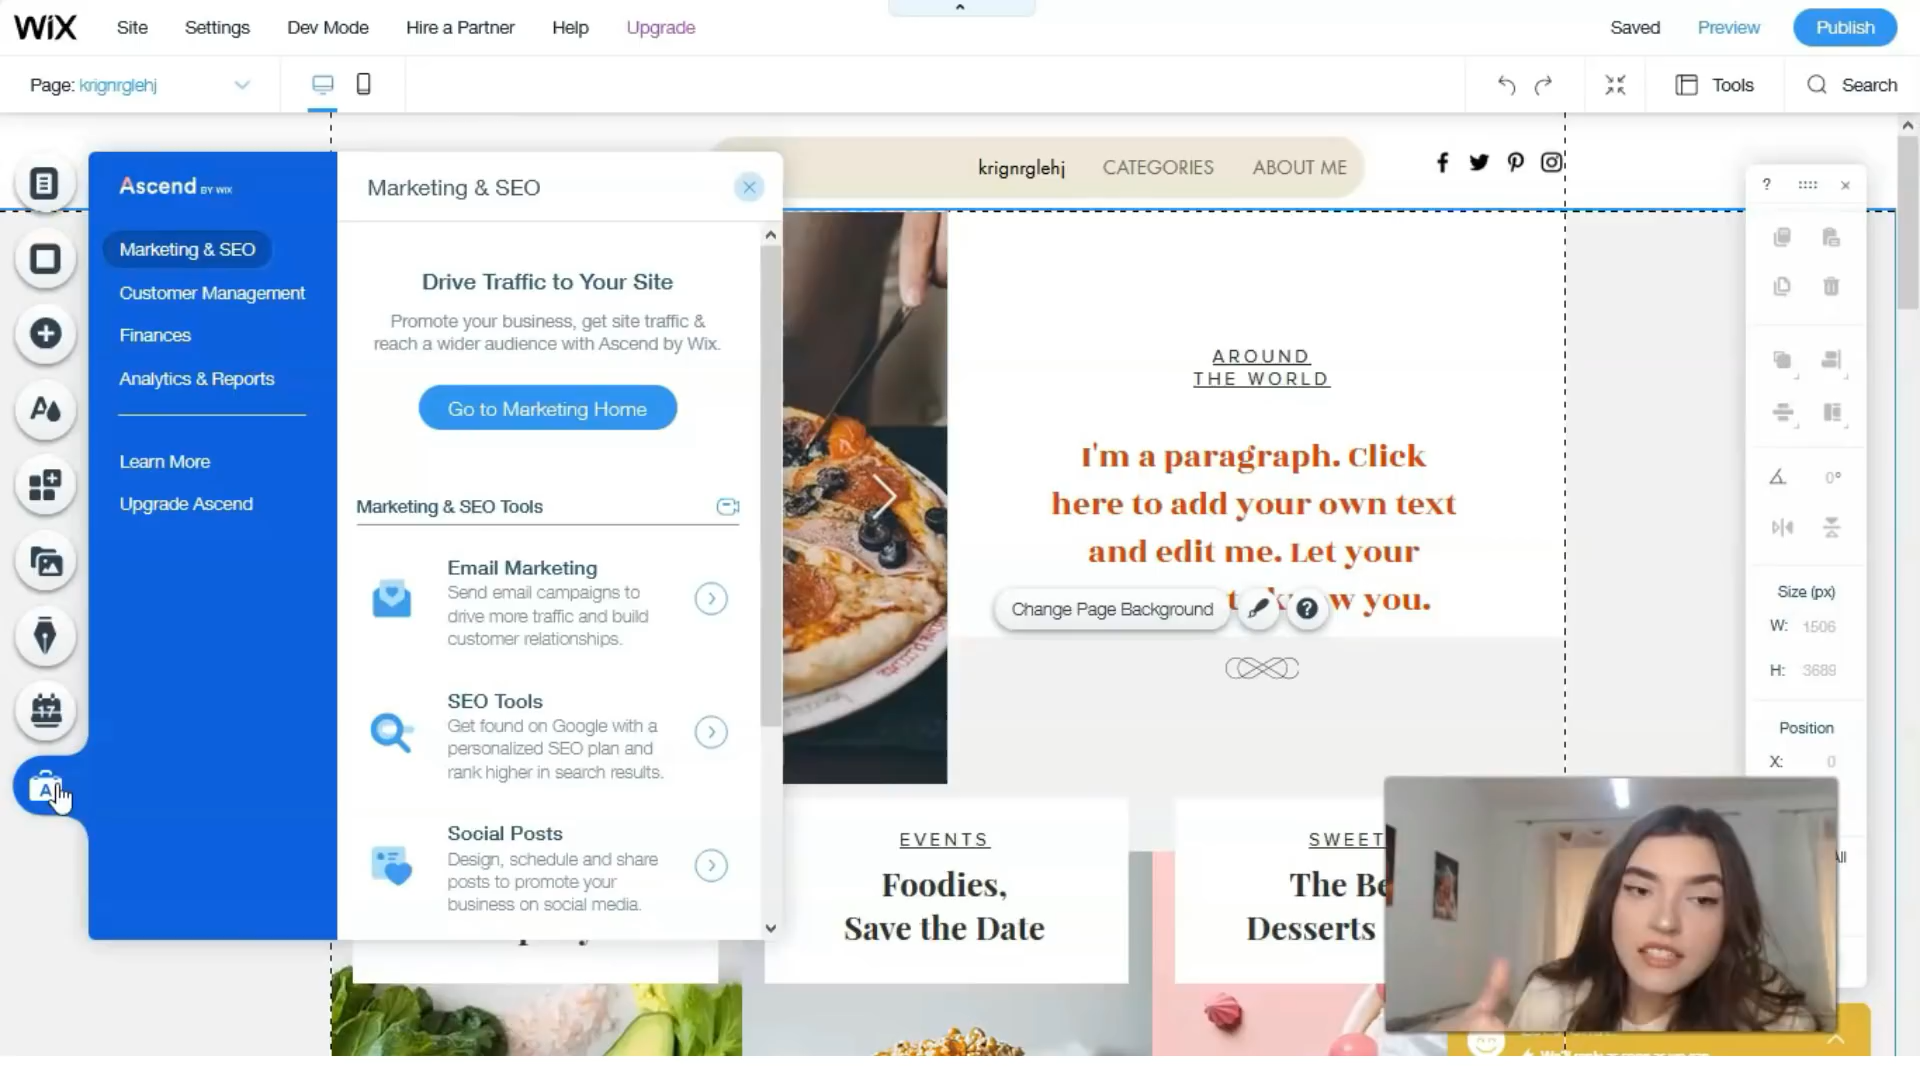 WiX
Site
Settings
Dev Mode
Hire a Partner
Help
Upgrade
Saved
Preview
Publish
Page: krignrglehj
Tools
Search
Ascend BY WIX
Marketing & SEO
Customer Management
Finances
Analytics & Reports
Learn More
Upgrade Ascend
Marketing & SEO
Drive Traffic to Your Site
Promote your business, get site traffic &
reach a wider audience with Ascend by Wix.
Go to Marketing Home
Marketing & SEO Tools
Email Marketing
Send email campaigns to
drive more traffic and build
customer relationships.
SEO Tools
Get found on Google with a
personalized SEO plan and
rank higher in search results.
Social Posts
Design, schedule and share
posts to promote your
business on social media.
17
A
krignrglehj
CATEGORIES
ABOUT ME
AROUND
THE WORLD
I'm a paragraph. Click
here to add your own text
and edit me. Let your
you.
Change Page Background
?
EVENTS
Foodies,
Save the Date
SWEET
The Be
Desserts
?
0°
Size (px)
W: 1506
H: 3689
Position
X: 0